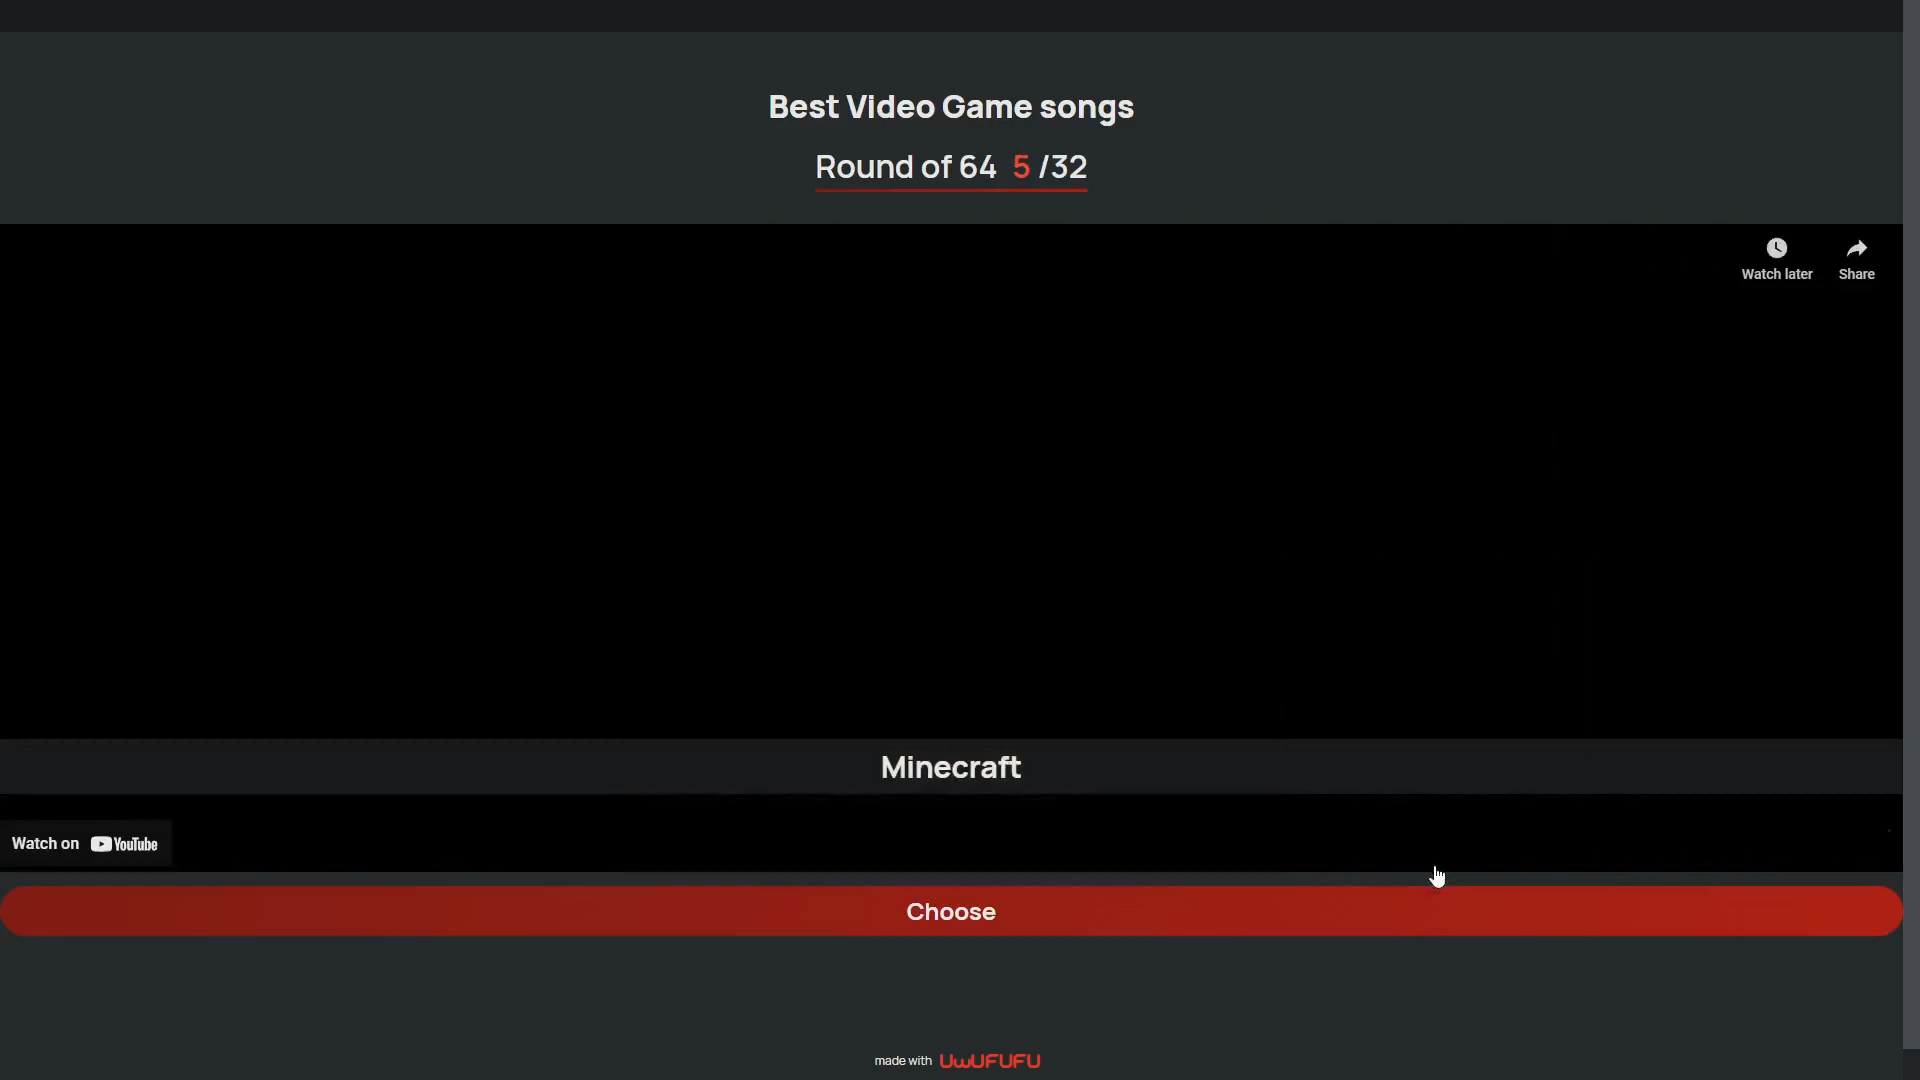 Best Video Game songs
Round of 64 5 /32
Watch later
Share
Minecraft
Watch on YouTube
Choose
made with UwUFUFU